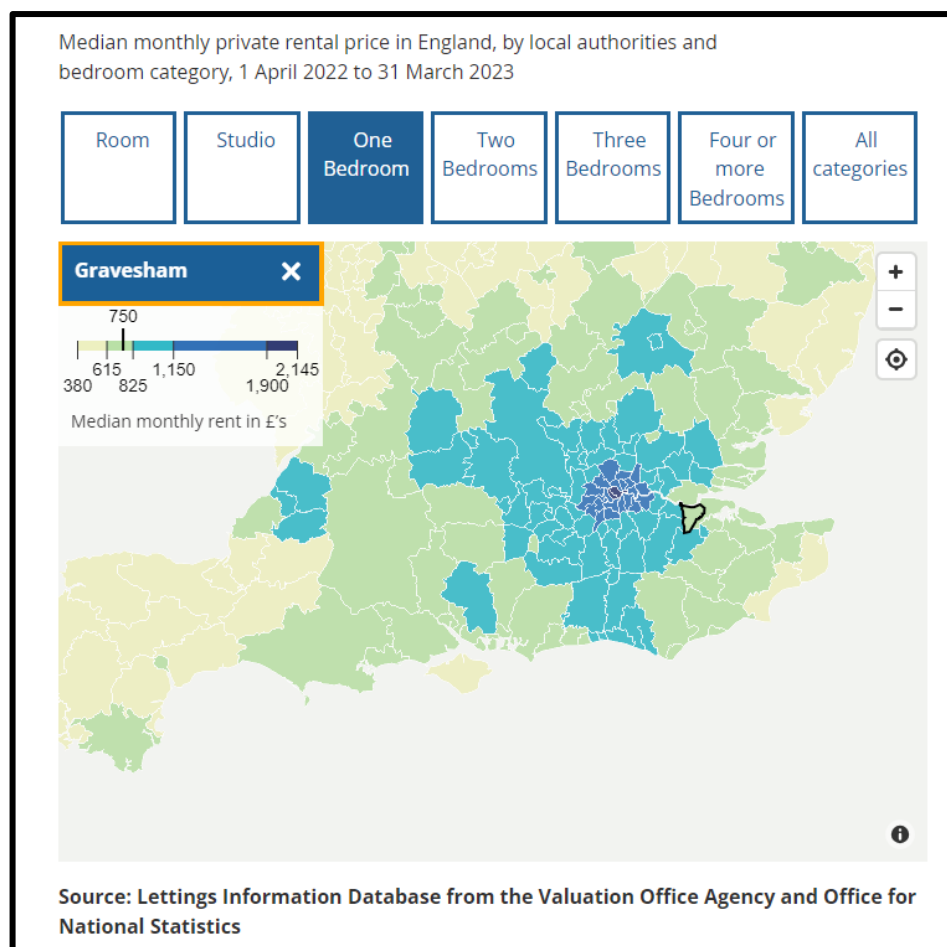 Median monthly private rental price in England, by local authorities and
bedroom category, 1 April 2022 to 31 March 2023
Room
Studio
One
Bedroom
Two
Bedrooms
Three
Bedrooms
Four or
more
Bedrooms
All
categories
Gravesham
750
615 1,150 2,145
380 825 1,900
Median monthly rent in £'s
Source: Lettings Information Database from the Valuation Office Agency and Office for
National Statistics